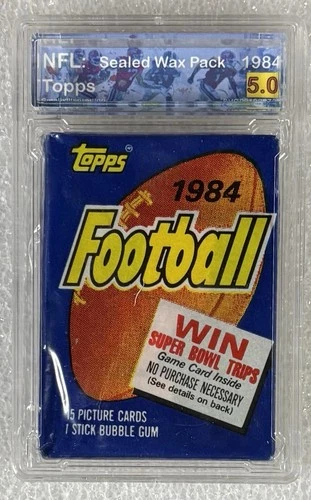 NFL: Sealed Wax Pack 1984
Topps
5.0
Topps
1984
Football
WIN
SUPER BOWL TRIPS
Game Card Inside
NO PURCHASE NECESSARY
(See details on back)
5 PICTURE CARDS
1 STICK BUBBLE GUM